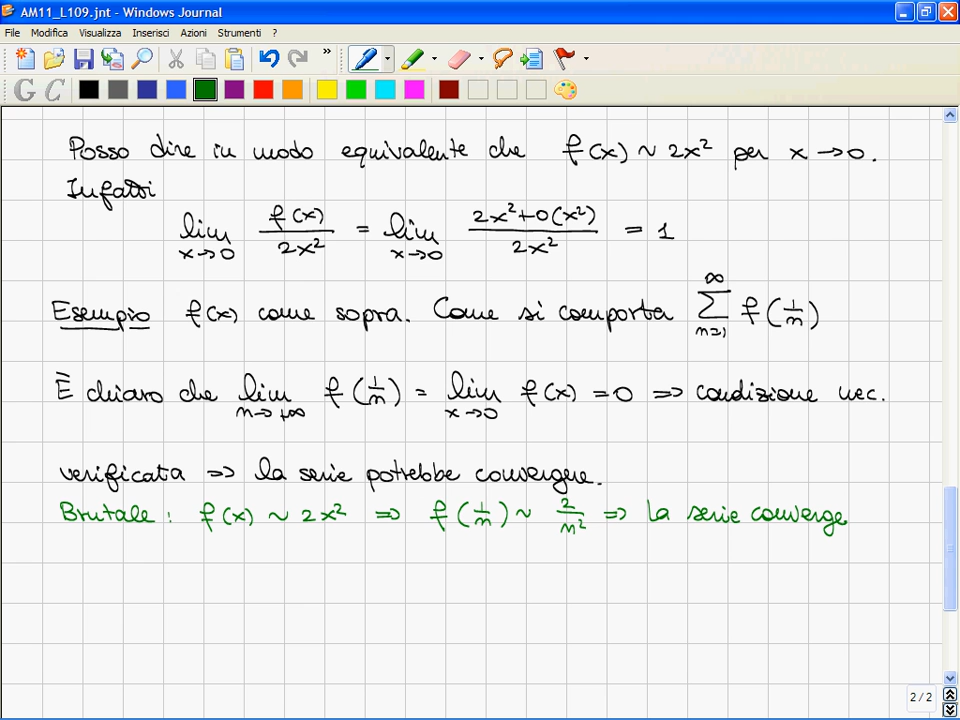 AM11_L109.jnt - Windows Journal
File Modifica Visualizza Inserisci Azioni Strumenti ?
G C
Posso dire in modo equivalente che f(x) ~ 2x² per x → 0.
Infatti
lim_{x→0} f(x)/2x² = lim_{x→0} (2x²+o(x²))/2x² = 1
Esempio f(x) come sopra. Come si comporta ∑_{n=1}^{∞} f(1/n)
È chiaro che lim_{n→+∞} f(1/n) = lim_{x→0} f(x) = 0 ⇒ condizione nec.
verificata ⇒ la serie potrebbe convergere.
Brutale: f(x) ~ 2x² ⇒ f(1/n) ~ 2/n² ⇒ la serie converge
2 / 2